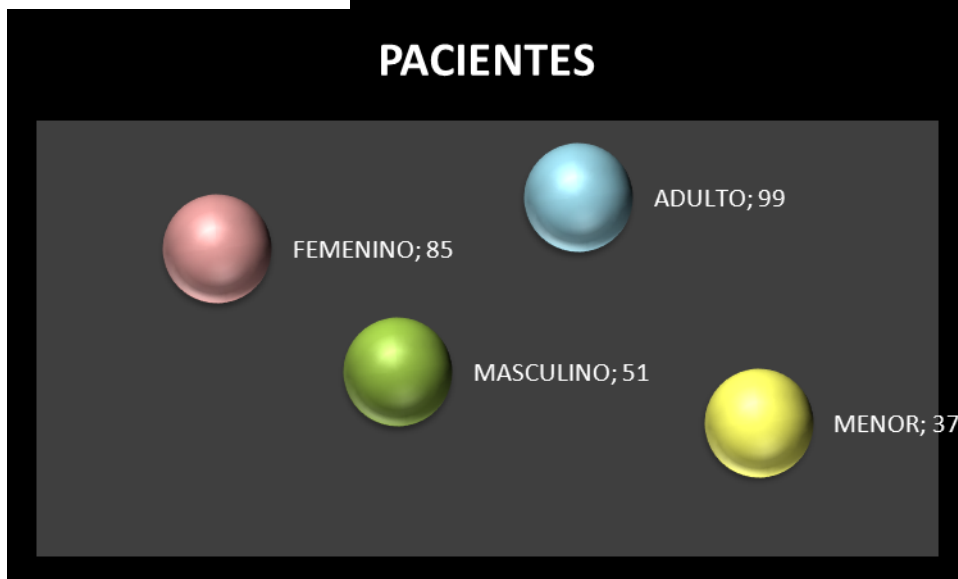 PACIENTES
ADULTO; 99
FEMENINO; 85
MASCULINO; 51
MENOR; 37